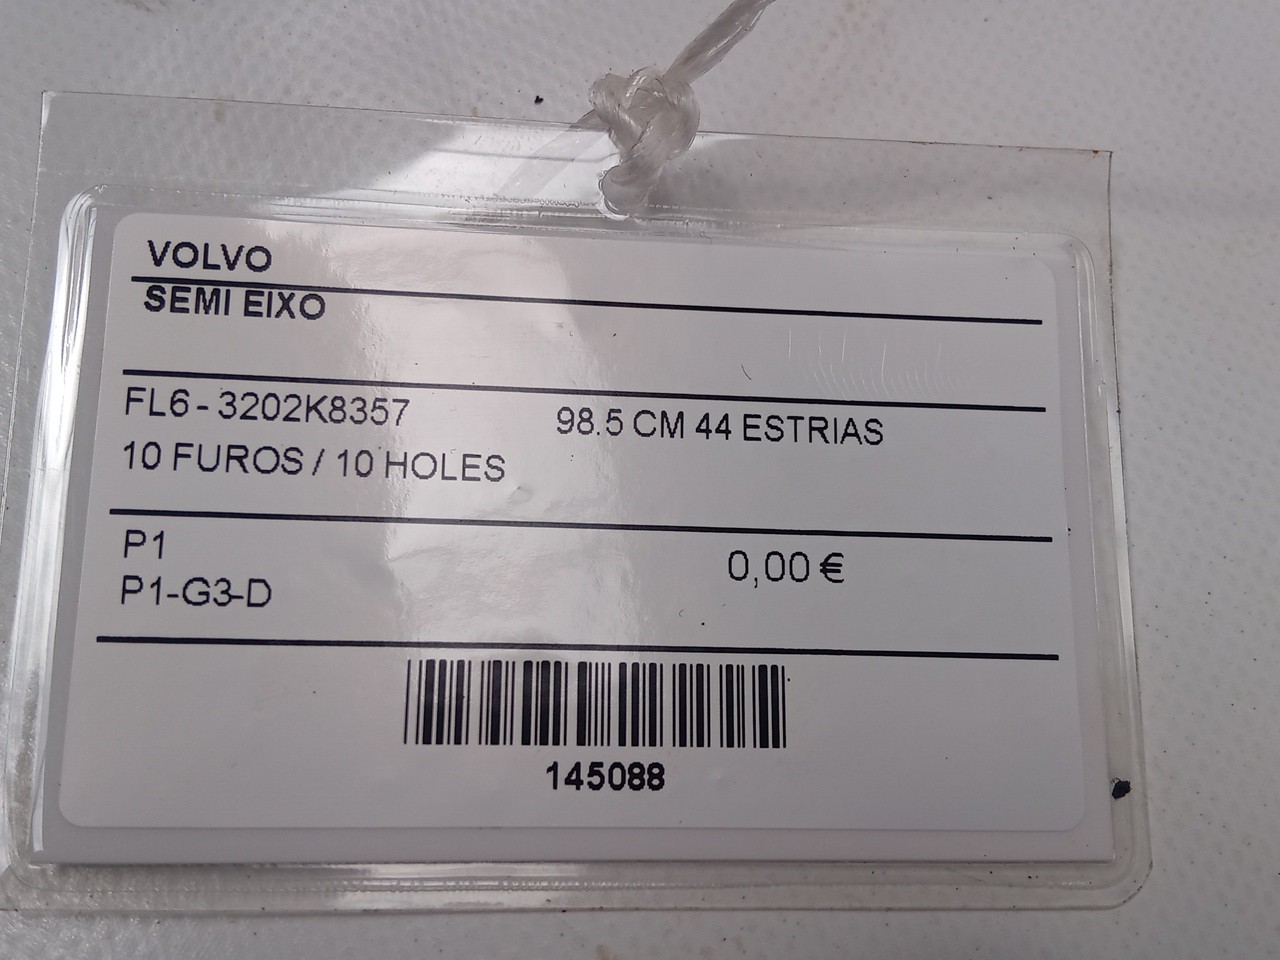 VOLVO
SEMI EIXO
FL6 - 3202K8357 98.5 CM 44 ESTRIAS
10 FUROS / 10 HOLES
P1 0,00 €
P1-G3-D
145088